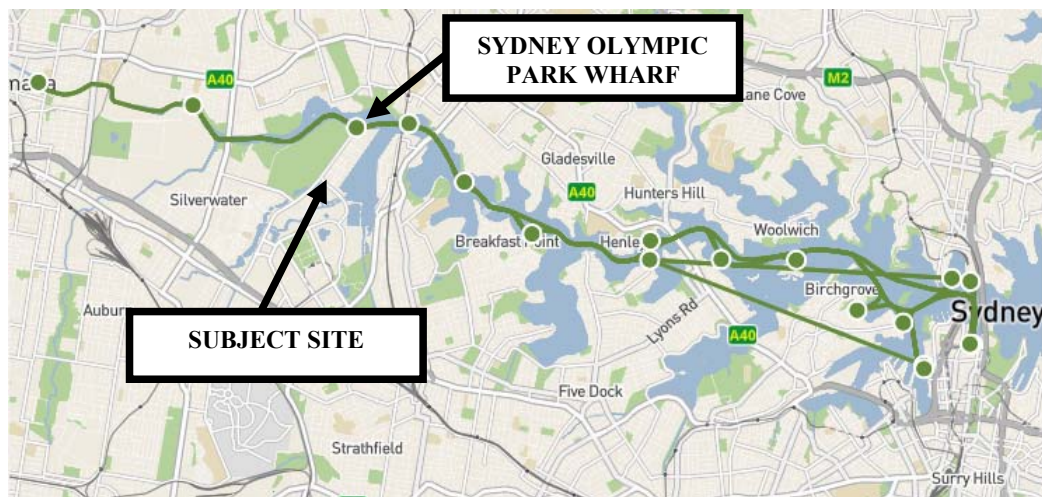 SYDNEY OLYMPIC
PARK WHARF
A40
M2
Lane Cove
Gladesville
Silverwater
A40
Hunters Hill
Breakfast Point
Henley
Woolwich
Birchgrove
Sydney
Lyons Rd
A40
SUBJECT SITE
Five Dock
Strathfield
Surry Hills